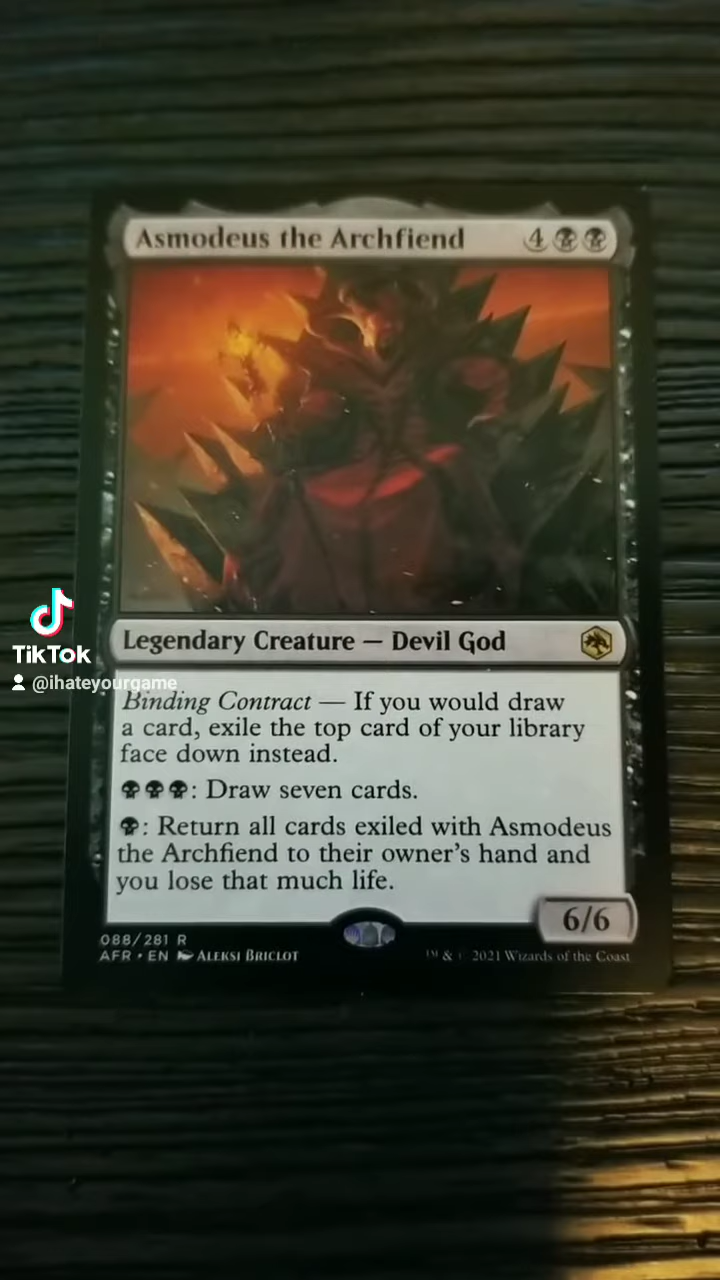 Asmodeus the Archfiend 4
TikTok
@ihateyourgame
Legendary Creature — Devil God
Binding Contract — If you would draw
a card, exile the top card of your library
face down instead.
: Draw seven cards.
: Return all cards exiled with Asmodeus
the Archfiend to their owner's hand and
you lose that much life.
6/6
088/281 R
AFR • EN ALEKSI BRICLOT
™ & © 2021 Wizards of the Coast